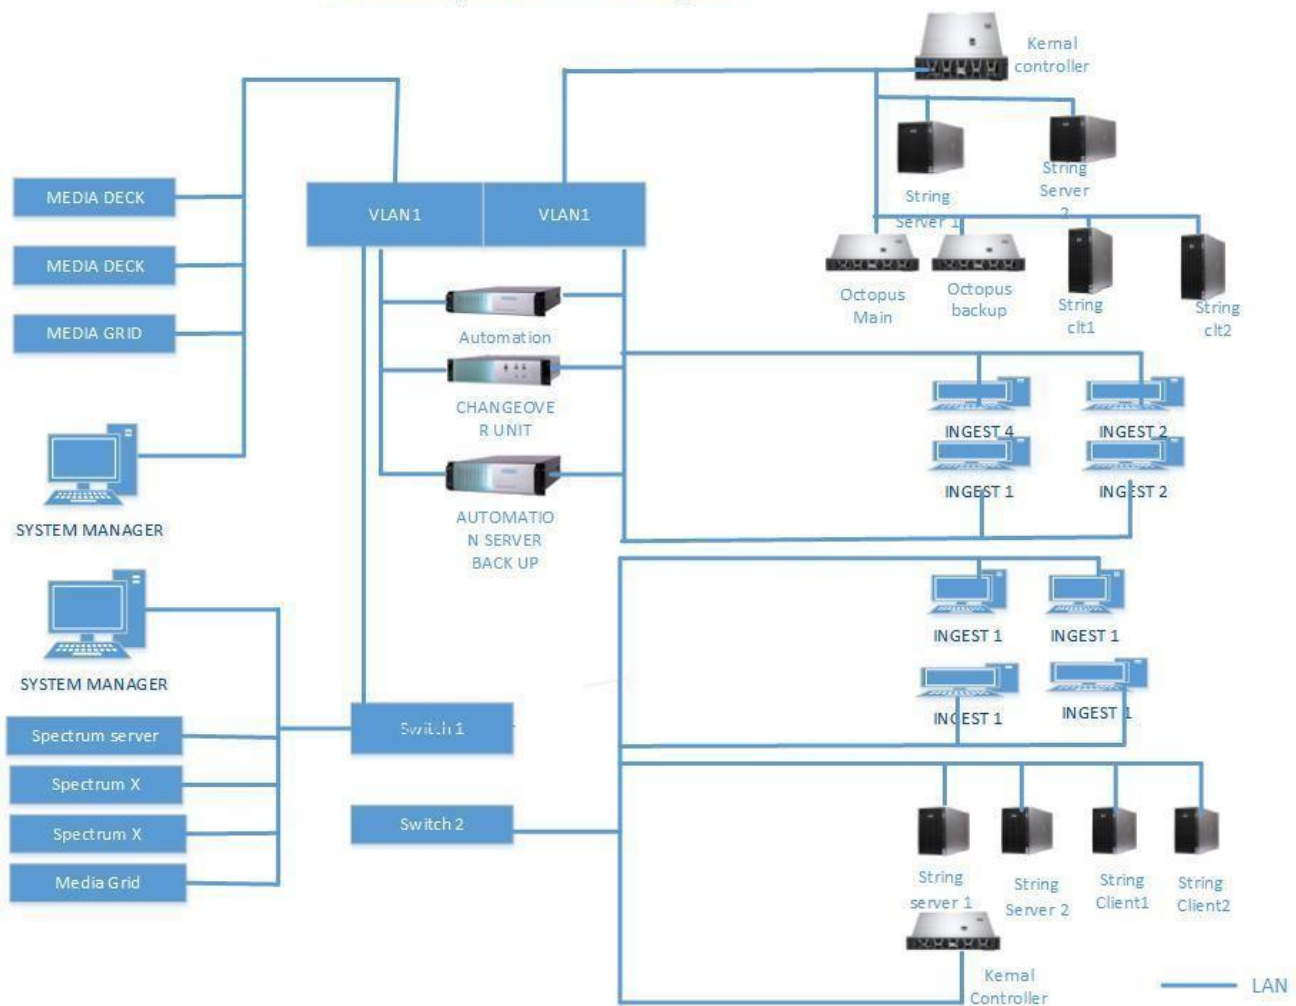 Kernal
controller
String
Server 1
String
Server
2
MEDIA DECK
VLAN1
VLAN1
MEDIA DECK
MEDIA GRID
Octopus
Main
Octopus
backup
String
clt1
String
clt2
Automation
CHANGEOVE
R UNIT
AUTOMATIO
N SERVER
BACK UP
INGEST 4
INGEST 2
INGEST 1
INGEST 2
SYSTEM MANAGER
INGEST 1
INGEST 1
SYSTEM MANAGER
INGEST 1
INGEST 1
Spectrum server
Switch 1
Spectrum X
Spectrum X
Switch 2
Media Grid
String
server 1
String
Server 2
String
Client1
String
Client2
Kemal
Controller
LAN